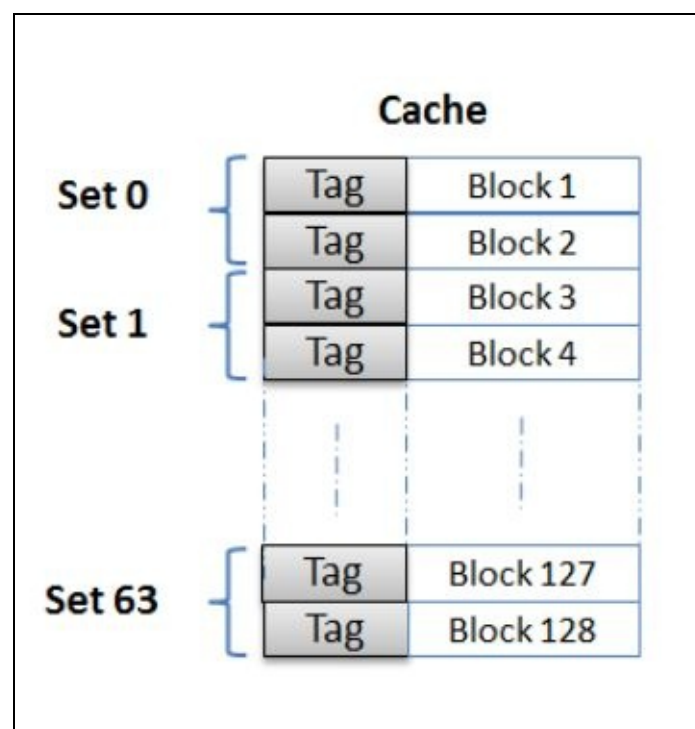 Cache
Set 0
Tag Block 1
Tag Block 2
Set 1
Tag Block 3
Tag Block 4
Set 63
Tag Block 127
Tag Block 128